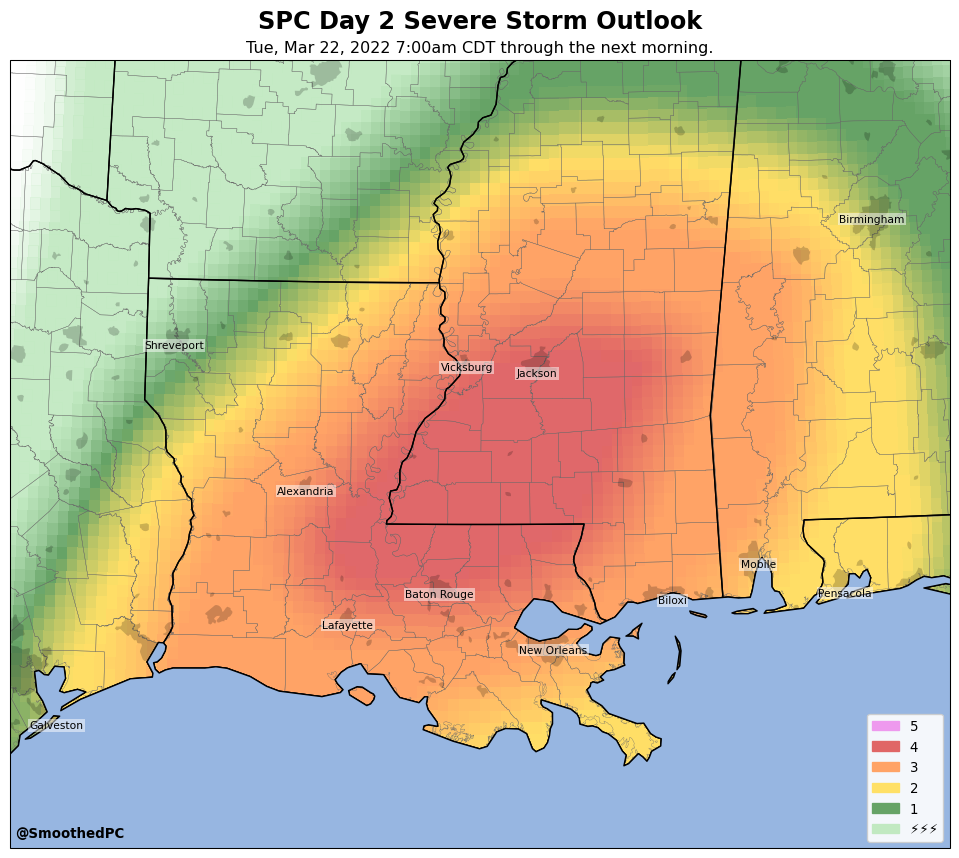 SPC Day 2 Severe Storm Outlook
Tue, Mar 22, 2022 7:00am CDT through the next morning.
Birmingham
Shreveport
Vicksburg
Jackson
Alexandria
Mobile
Baton Rouge
Pensacola
Biloxi
Lafayette
New Orleans
Galveston
5
4
3
2
1
⚡⚡⚡
@SmoothedPC